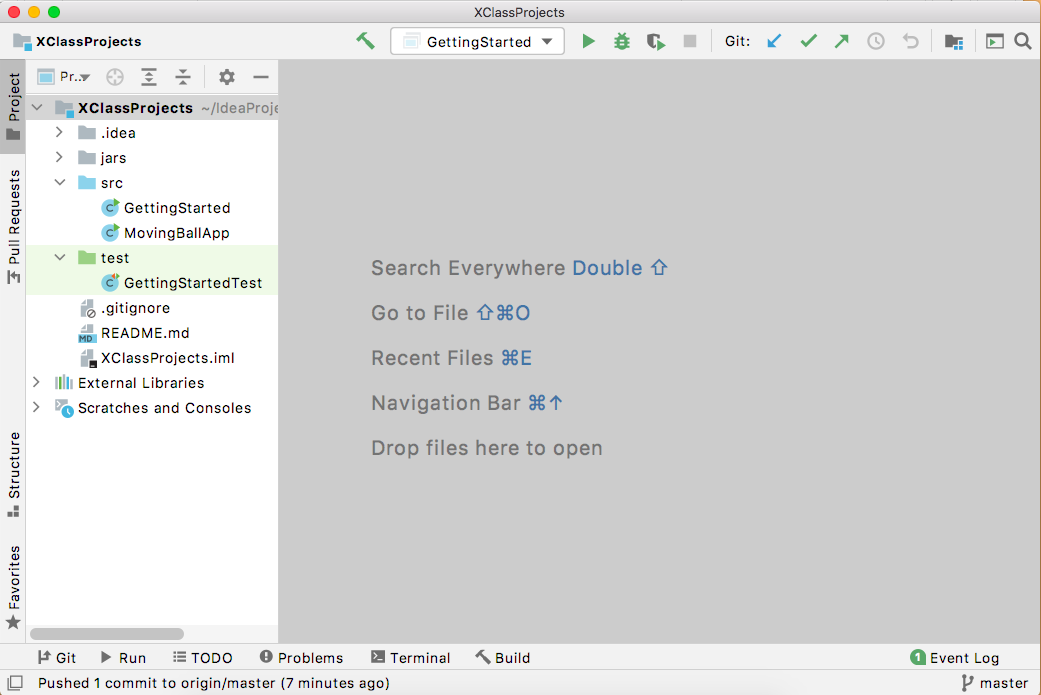 XClassProjects
XClassProjects
GettingStarted
Git:
Project
Pull Requests
Structure
Favorites
Pr..
XClassProjects ~/IdeaProje
.idea
jars
src
GettingStarted
MovingBallApp
test
GettingStartedTest
.gitignore
README.md
XClassProjects.iml
External Libraries
Scratches and Consoles
Search Everywhere Double ⇧
Go to File ⇧⌘O
Recent Files ⌘E
Navigation Bar ⌘↑
Drop files here to open
Git Run TODO Problems Terminal Build 1 Event Log
Pushed 1 commit to origin/master (7 minutes ago) master